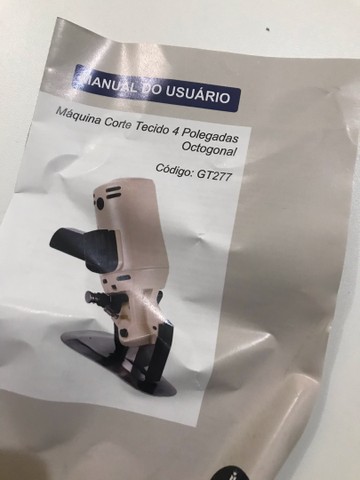 MANUAL DO USUÁRIO
Máquina Corte Tecido 4 Polegadas
Octogonal
Código: GT277